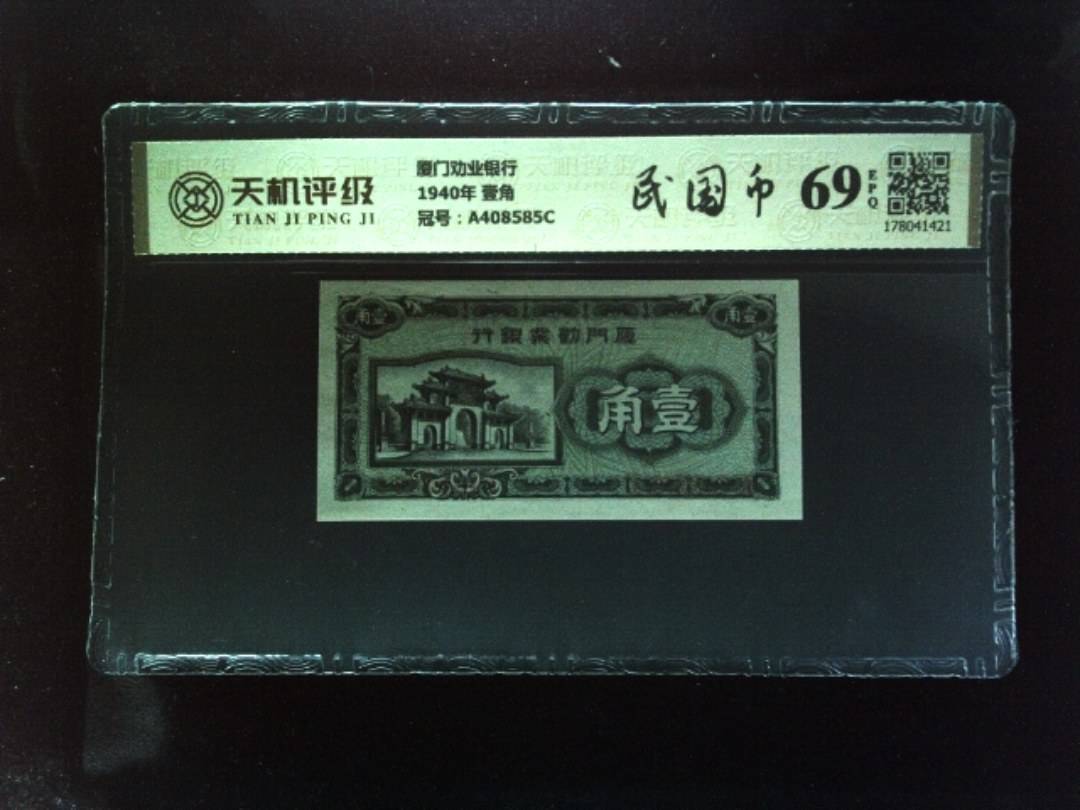 天机评级
TIAN JI PING JI
厦门劝业银行
1940年 壹角
冠号：A408585C
民国币 69
EPQ
178041421
壹角
壹角
厦門勸業銀行
壹角